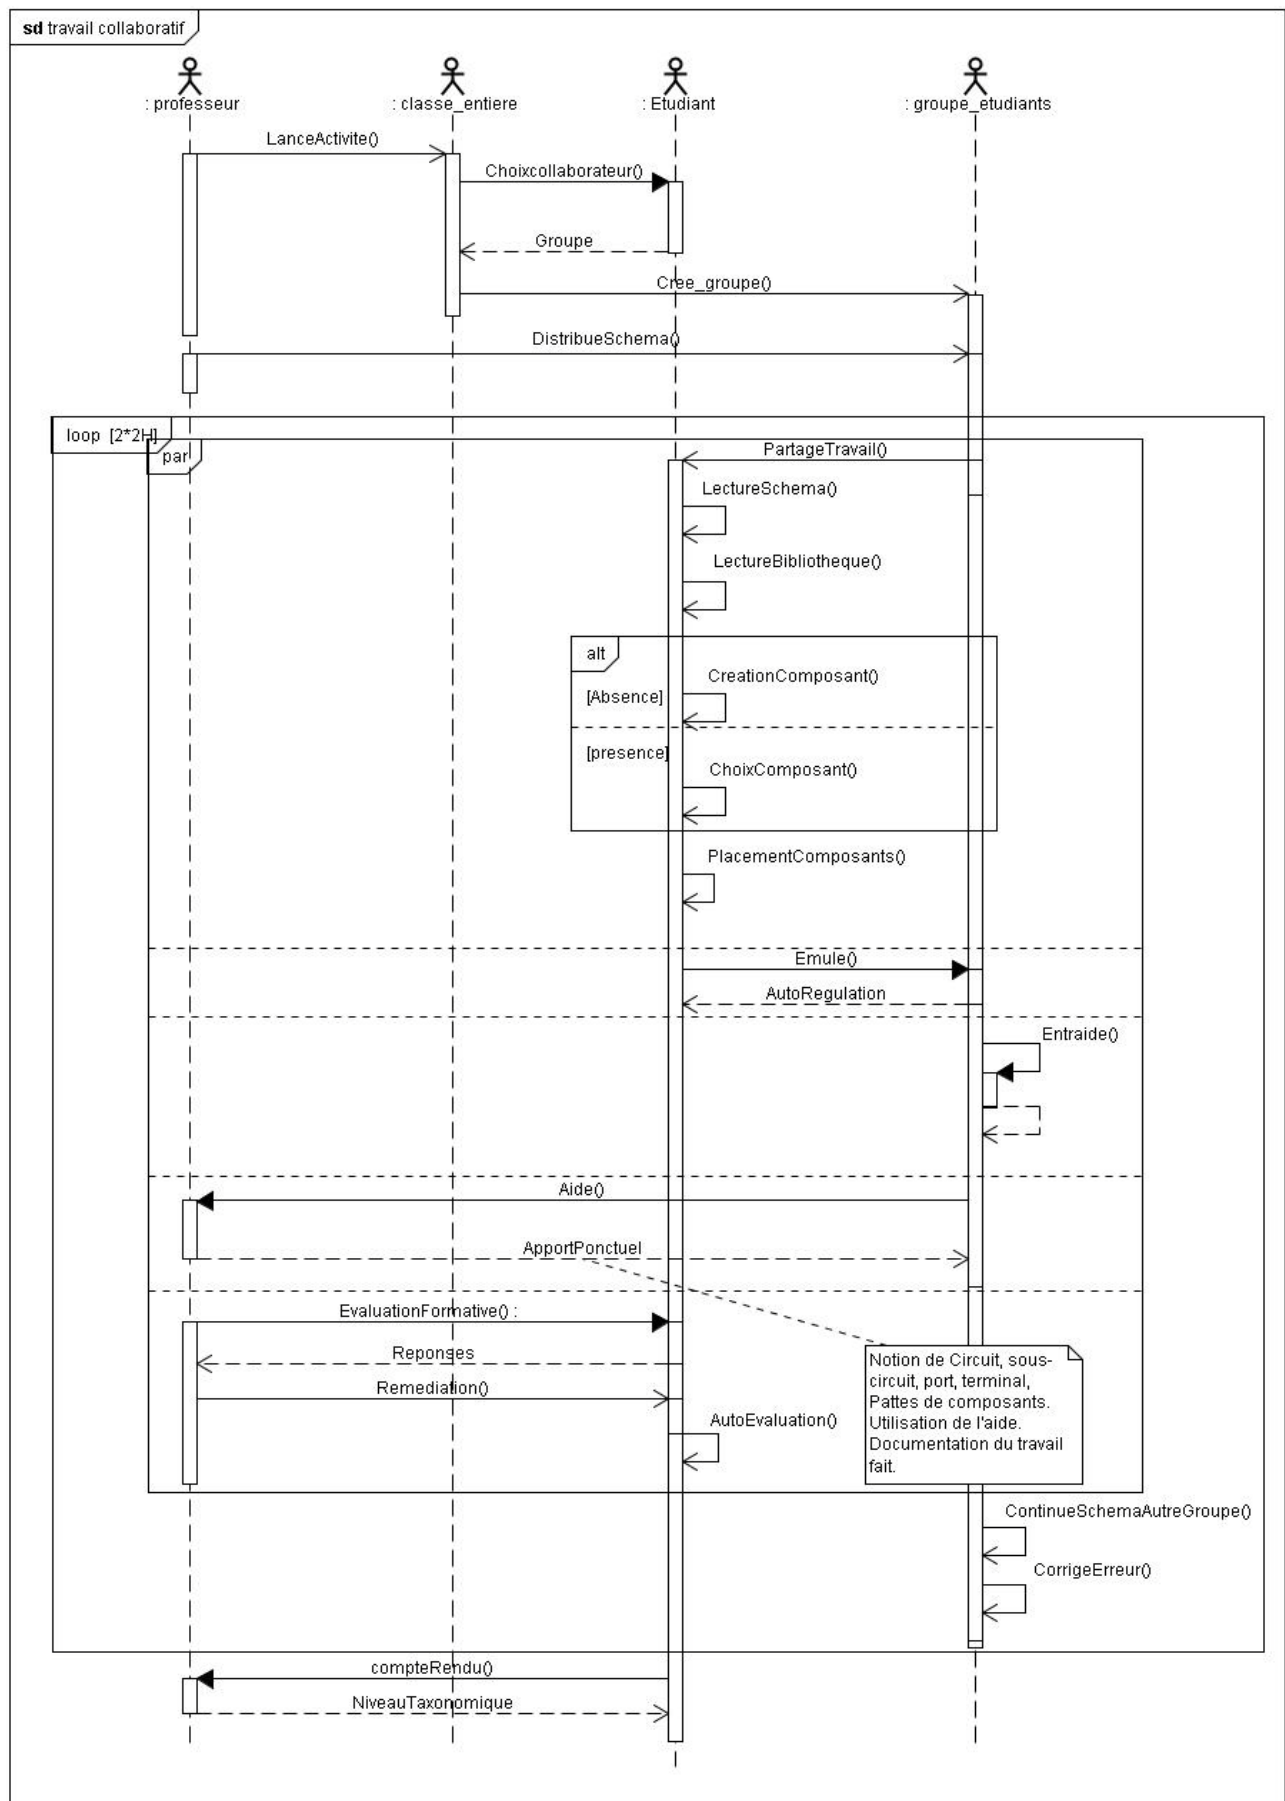 sd travail collaboratif
: professeur
: classe_entiere
: Etudiant
: groupe_etudiants
LanceActivite()
Choixcollaborateur()
Groupe
Cree_groupe()
DistribueSchema()
loop [2*2H]
par
PartageTravail()
LectureSchema()
LectureBibliotheque()
alt
CreationComposant()
[Absence]
[presence]
ChoixComposant()
PlacementComposants()
Emule()
AutoRegulation
Entraide()
Aide()
ApportPonctuel
EvaluationFormative() :
Reponses
Notion de Circuit, sous-
circuit, port, terminal,
Pattes de composants.
Utilisation de l'aide.
Documentation du travail
fait.
Remediation()
AutoEvaluation()
ContinueSchemaAutreGroupe()
CorrigeErreur()
compteRendu()
NiveauTaxonomique